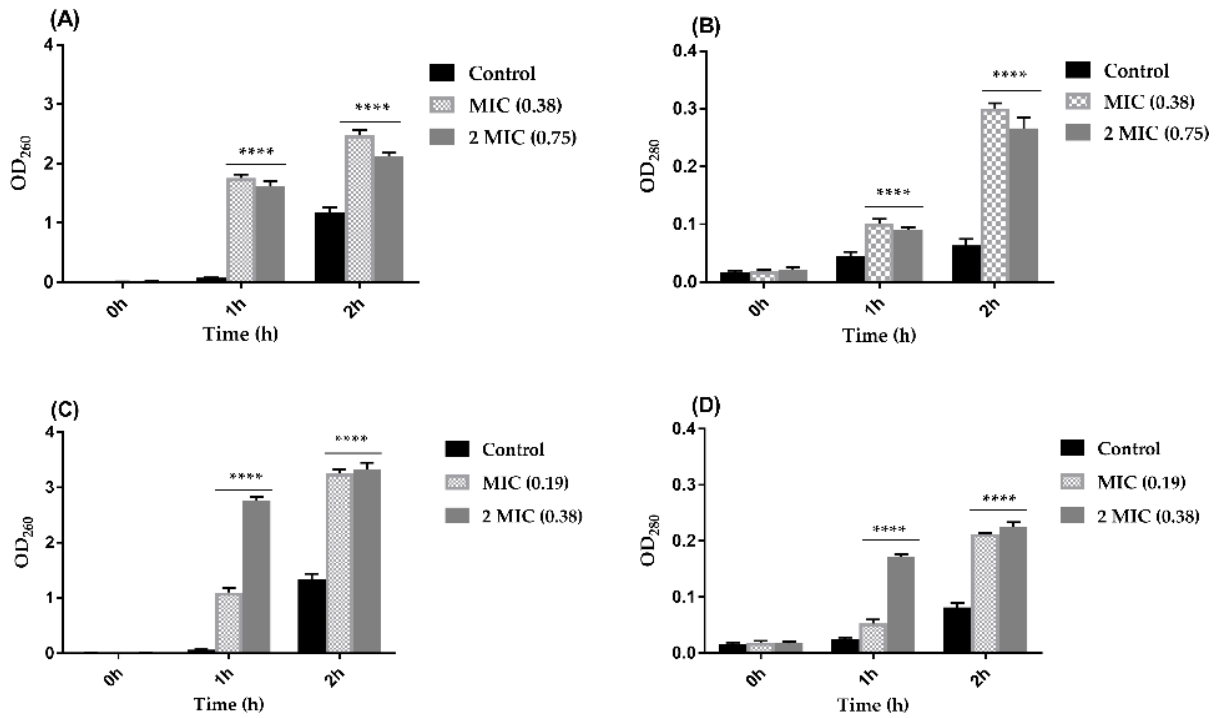 (A)
4
3
2
1
0
OD260
****
****
0h
1h
2h
Time (h)
Control
MIC (0.38)
2 MIC (0.75)
(B)
0.4
0.3
0.2
0.1
0.0
OD280
****
****
0h
1h
2h
Time (h)
Control
MIC (0.38)
2 MIC (0.75)
(C)
4
3
2
1
0
OD260
****
****
0h
1h
2h
Time (h)
Control
MIC (0.19)
2 MIC (0.38)
(D)
0.4
0.3
0.2
0.1
0.0
OD280
****
****
0h
1h
2h
Time (h)
Control
MIC (0.19)
2 MIC (0.38)